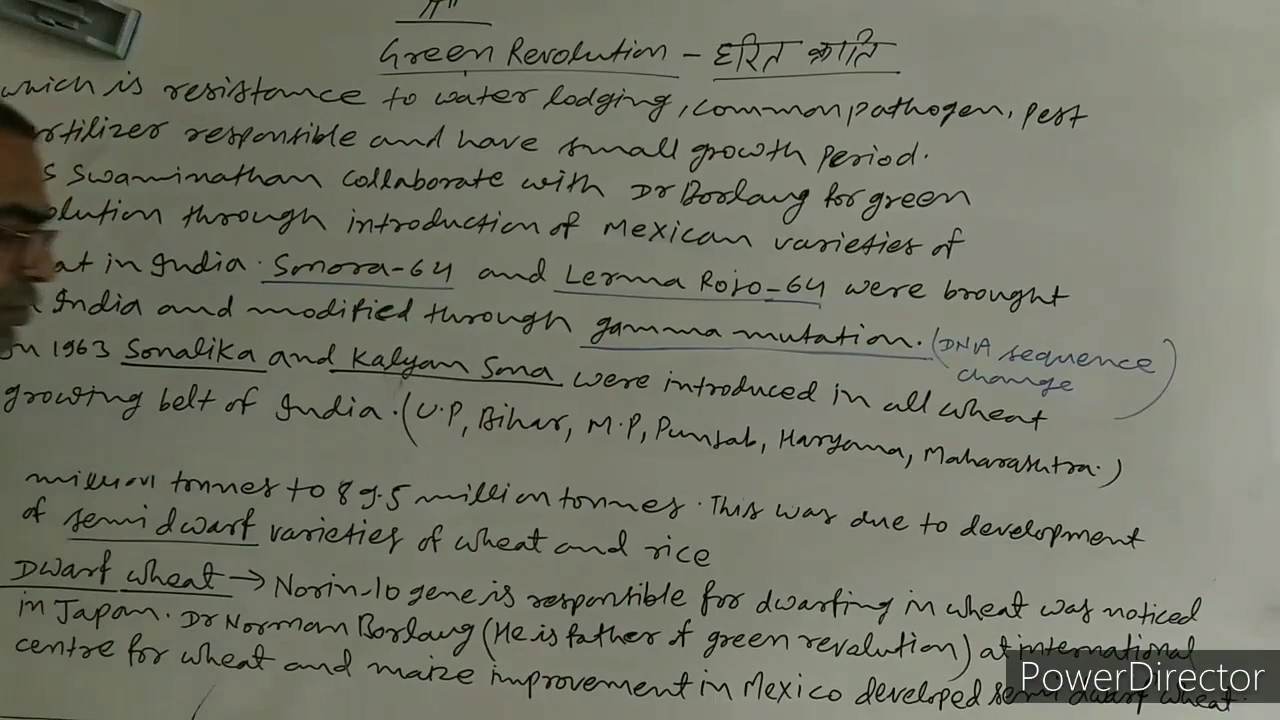 Green Revolution - हरित क्रांति
which is resistance to water lodging, common pathogen, pest
rtilizer responsible and have small growth period.
S Swaminathan collaborate with Dr Borlaug for green
olution through introduction of Mexican varieties of
at in India. Sonora-64 and Lerma Rojo-64 were brought
India and modified through gamma mutation. (DNA sequence
change)
In 1963 Sonalika and Kalyan Sona were introduced in all wheat
growing belt of India. (U.P, Bihar, M.P, Punjab, Haryana, Maharashtra.)
million tonnes to 89.5 million tonnes. This was due to development
of semi dwarf varieties of wheat and rice
Dwarf wheat → Norin-10 gene is responsible for dwarfing in wheat was noticed
in Japan. Dr Norman Borlaug (He is father of green revolution) at international
centre for wheat and maize improvement in Mexico developed semi dwarf wheat.
PowerDirector